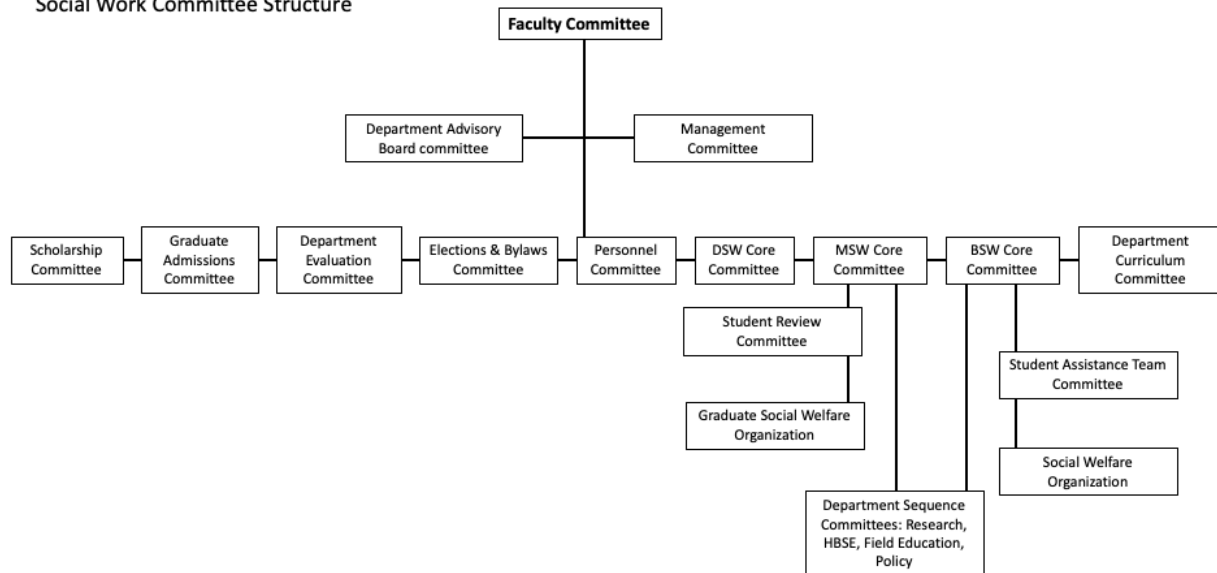 Social Work Committee Structure
Faculty Committee
Department Advisory
Board committee
Management
Committee
Scholarship
Committee
Graduate
Admissions
Committee
Department
Evaluation
Committee
Elections & Bylaws
Committee
Personnel
Committee
DSW Core
Committee
MSW Core
Committee
BSW Core
Committee
Department
Curriculum
Committee
Student Review
Committee
Student Assistance Team
Committee
Graduate Social Welfare
Organization
Social Welfare
Organization
Department Sequence
Committees: Research,
HBSE, Field Education,
Policy